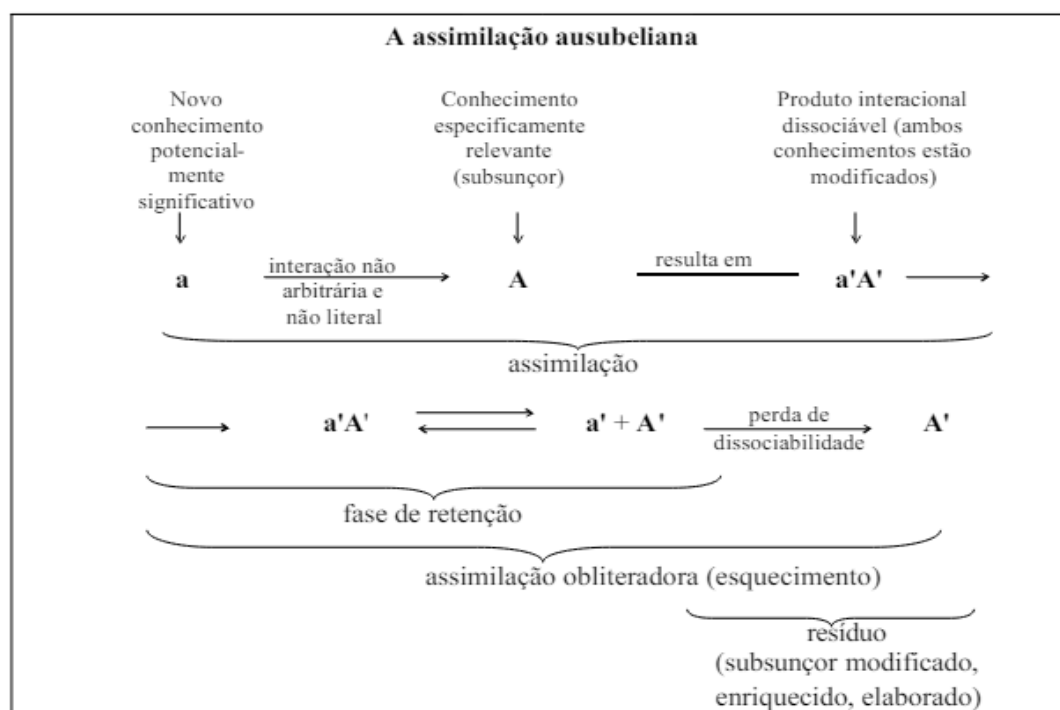 A assimilação ausubeliana
Novo
conhecimento
potencial-
mente
significativo
Conhecimento
especificamente
relevante
(subsunçor)
Produto interacional
dissociável (ambos
conhecimentos estão
modificados)
a
interação não
arbitrária e
não literal
A
resulta em
a'A'
assimilação
a'A'
a' + A'
perda de
dissociabilidade
A'
fase de retenção
assimilação obliteradora (esquecimento)
resíduo
(subsunçor modificado,
enriquecido, elaborado)